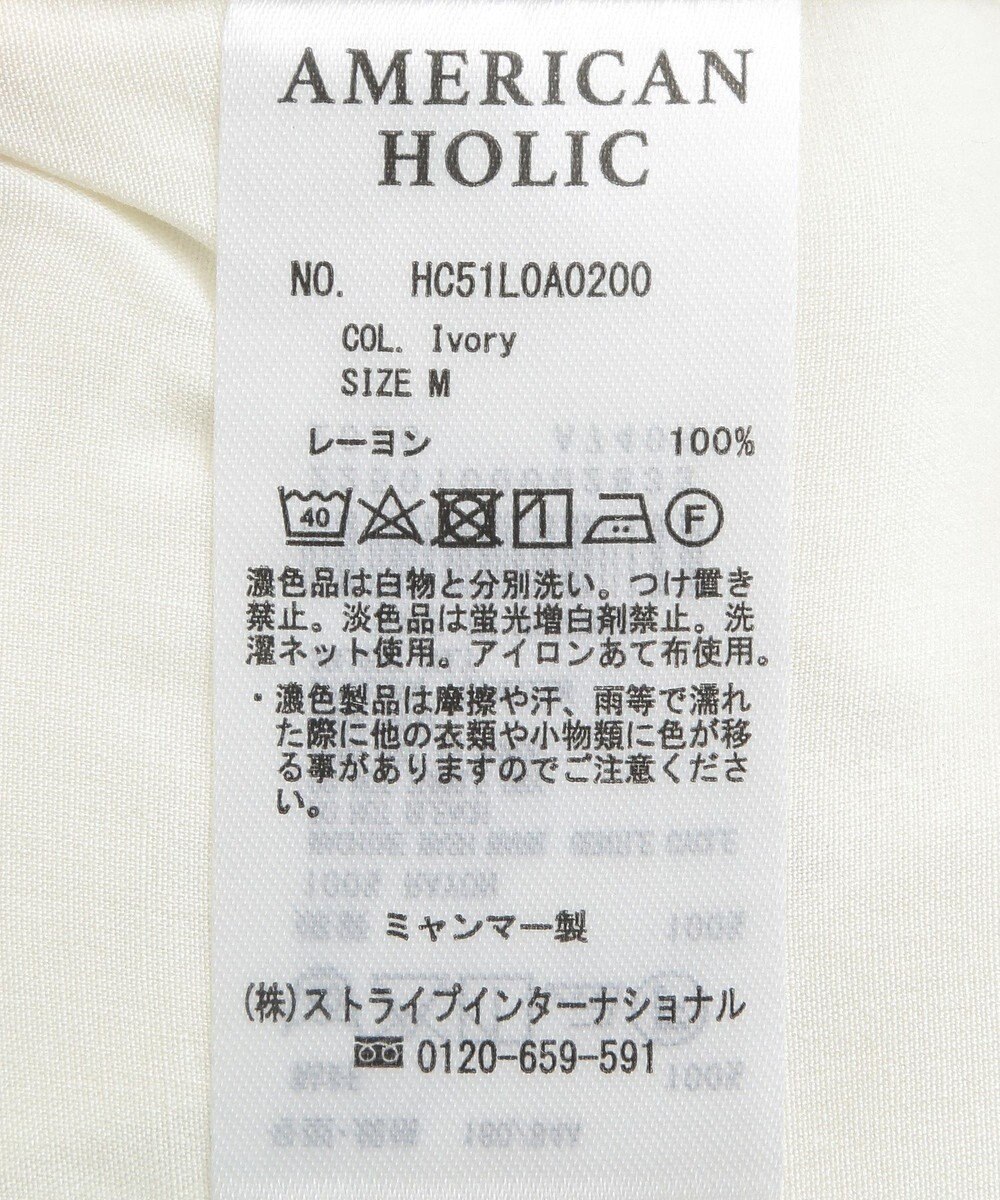 AMERICAN
HOLIC
NO. HC51L0A0200
COL. Ivory
SIZE M
レーヨン 100%
40 F
濃色品は白物と分別洗い。つけ置き
禁止。淡色品は蛍光増白剤禁止。洗
濯ネット使用。アイロンあて布使用。
・濃色製品は摩擦や汗、雨等で濡れ
た際に他の衣類や小物類に色が移
る事がありますのでご注意くださ
い。
ミャンマー製
(株)ストライプインターナショナル
0120-659-591